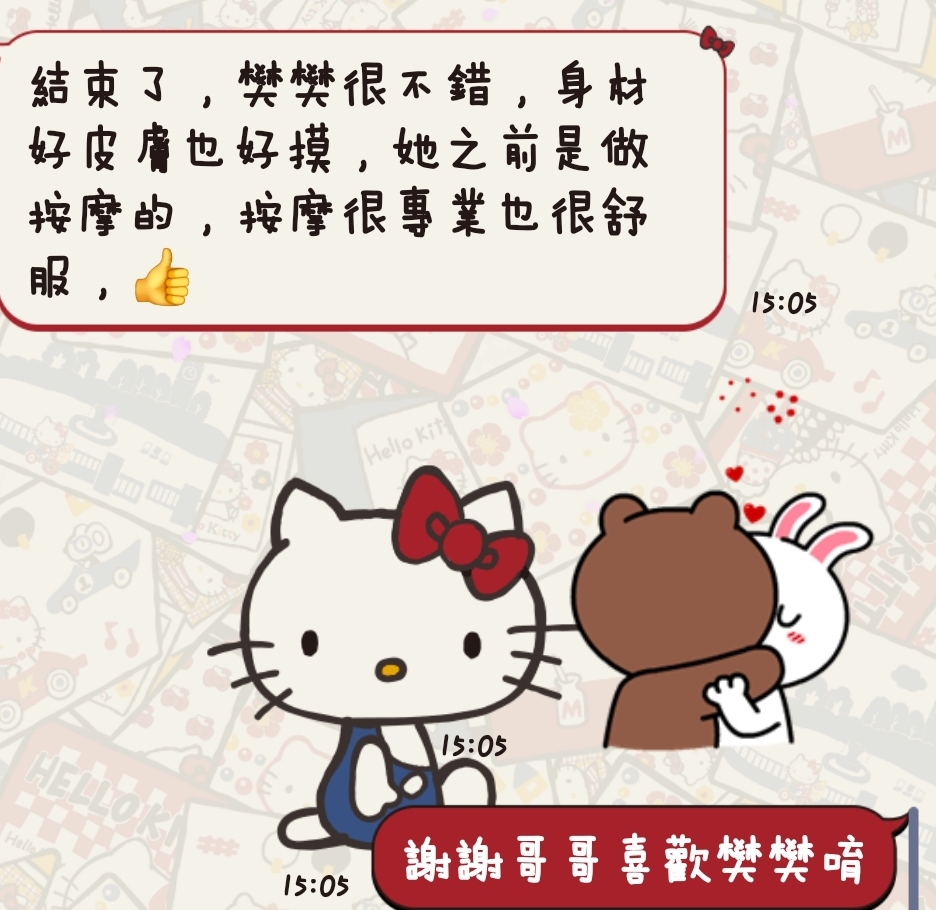 結束了，樊樊很不錯，身材
好皮膚也好摸，她之前是做
按摩的，按摩很專業也很舒
服，👍
15:05
Hello Kitty
15:05
謝謝哥哥喜歡樊樊唷
15:05